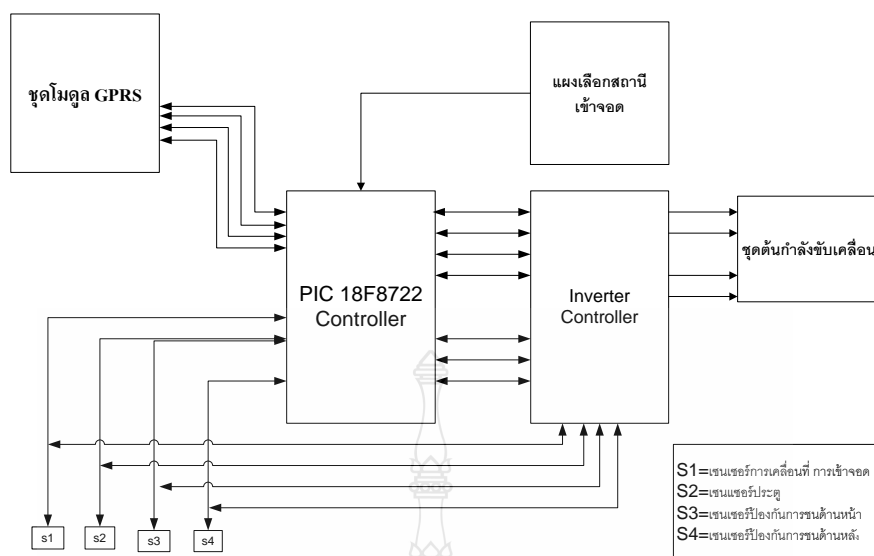 ชุดโมดูล GPRS
แผงเลือกสถานี
เข้าจอด
PIC 18F8722
Controller
Inverter
Controller
ชุดต้นกำลังขับเคลื่อน
S1=เซนเซอร์การเคลื่อนที่ การเข้าจอด
S2=เซนแซอร์ประตู
S3=เซนเซอร์ป้องกันการชนด้านหน้า
S4=เซนเซอร์ป้องกันการชนด้านหลัง
s1
s2
s3
s4